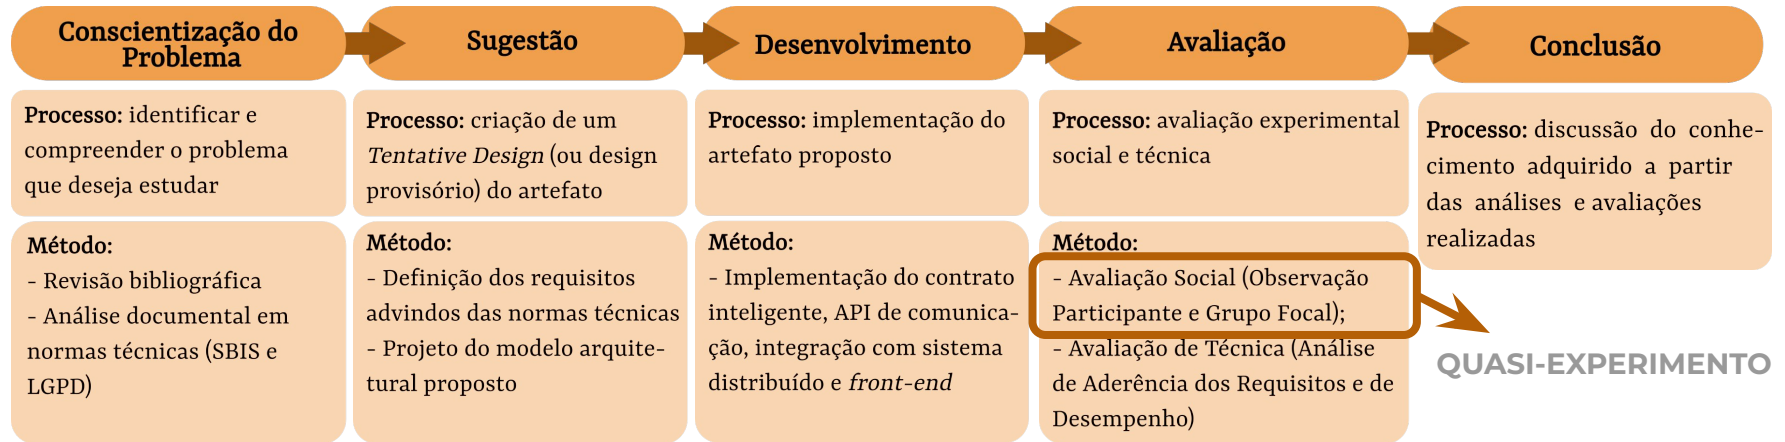 Conscientização do
Problema
Sugestão
Desenvolvimento
Avaliação
Conclusão
Processo: identificar e
compreender o problema
que deseja estudar
Processo: criação de um
Tentative Design (ou design
provisório) do artefato
Processo: implementação do
artefato proposto
Processo: avaliação experimental
social e técnica
Processo: discussão do conhe-
cimento adquirido a partir
das análises e avaliações
realizadas
Método:
- Revisão bibliográfica
- Análise documental em
normas técnicas (SBIS e
LGPD)
Método:
- Definição dos requisitos
advindos das normas técnicas
- Projeto do modelo arquite-
tural proposto
Método:
- Implementação do contrato
inteligente, API de comunica-
ção, integração com sistema
distribuído e front-end
Método:
- Avaliação Social (Observação
Participante e Grupo Focal);
- Avaliação de Técnica (Análise
de Aderência dos Requisitos e de
Desempenho)
QUASI-EXPERIMENTO